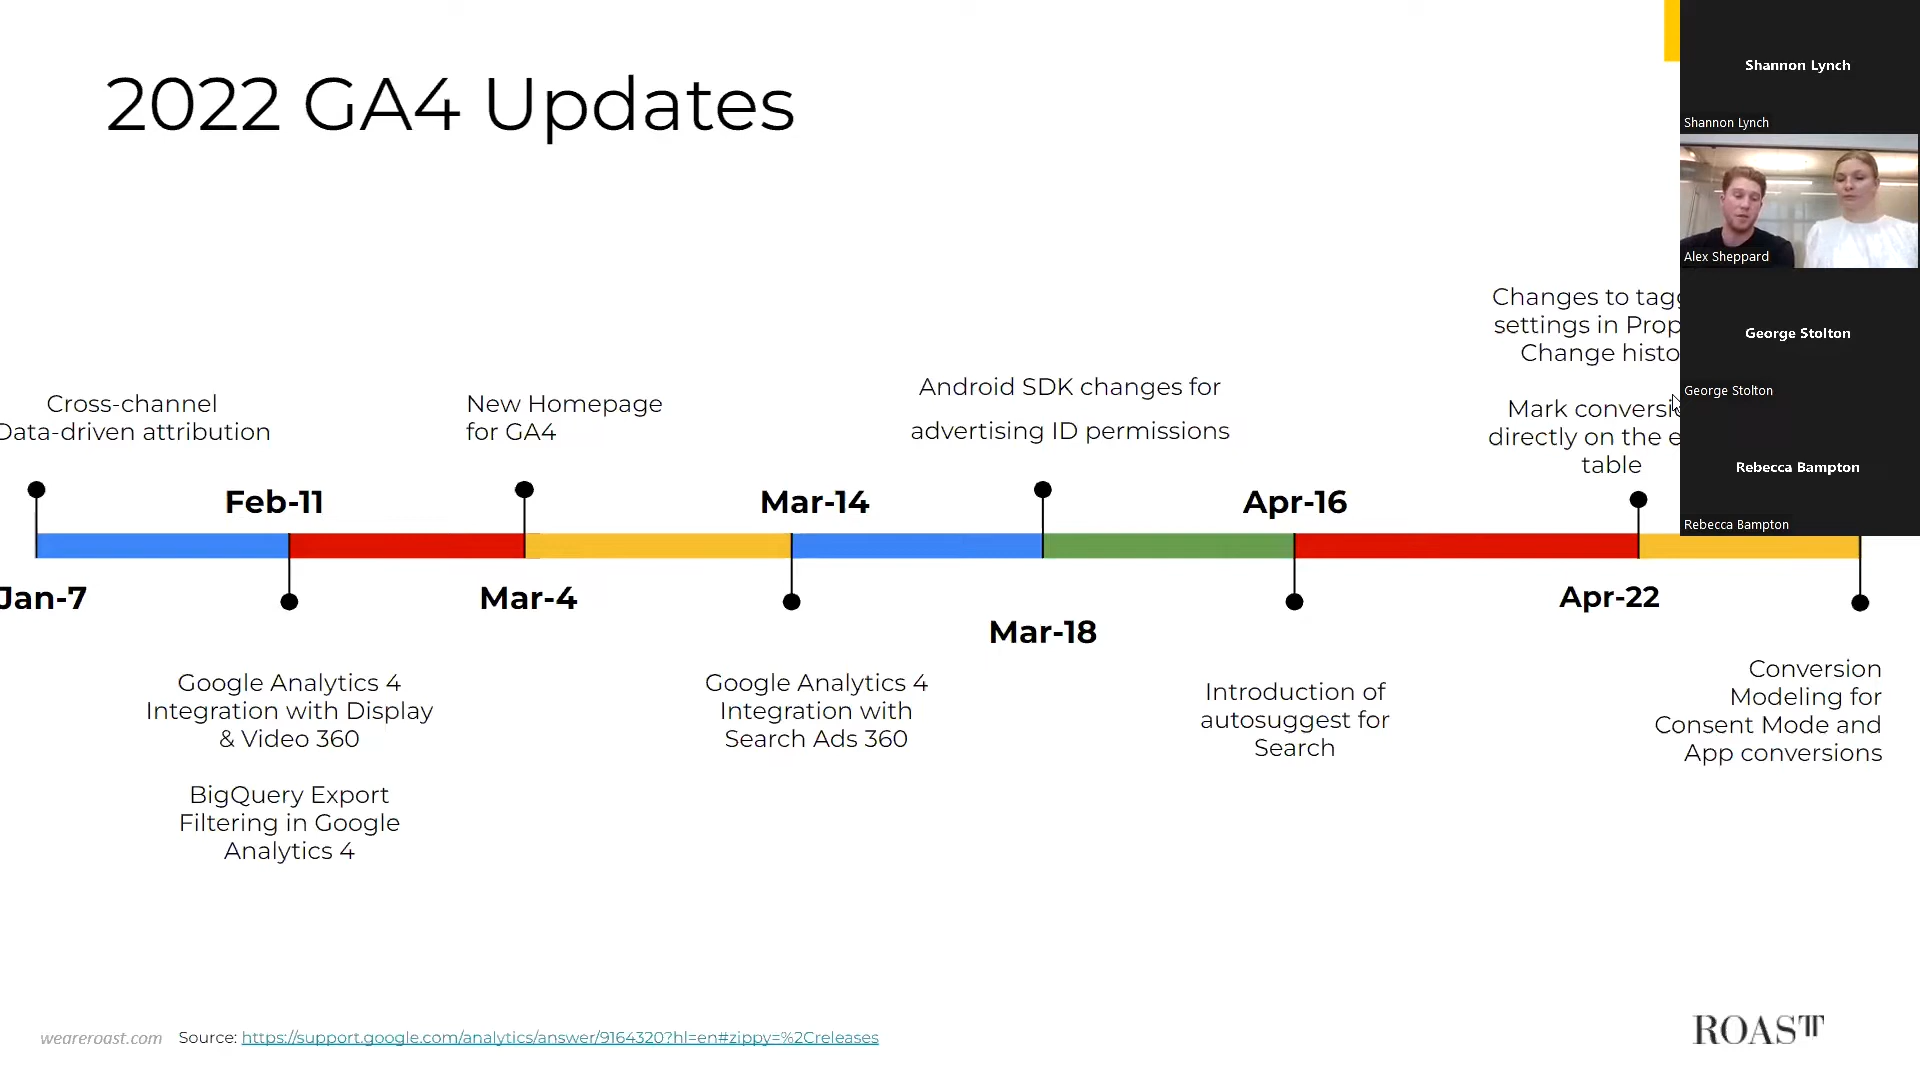 2022 GA4 Updates
Shannon Lynch
Shannon Lynch
Alex Sheppard
George Stolton
George Stolton
Rebecca Bampton
Rebecca Bampton
Cross-channel
Data-driven attribution
New Homepage
for GA4
Android SDK changes for
advertising ID permissions
Changes to
settings in
Change
Mark
directly on the
table
Feb-11
Mar-14
Apr-16
Jan-7
Mar-4
Mar-18
Apr-22
Google Analytics 4
Integration with Display
& Video 360
BigQuery Export
Filtering in Google
Analytics 4
Google Analytics 4
Integration with
Search Ads 360
Introduction of
autosuggest for
Search
Conversion
Modeling for
Consent Mode and
App conversions
weareroast.com Source: https://support.google.com/analytics/answer/9164320?hl=en#zippy=%2Creleases
ROAST